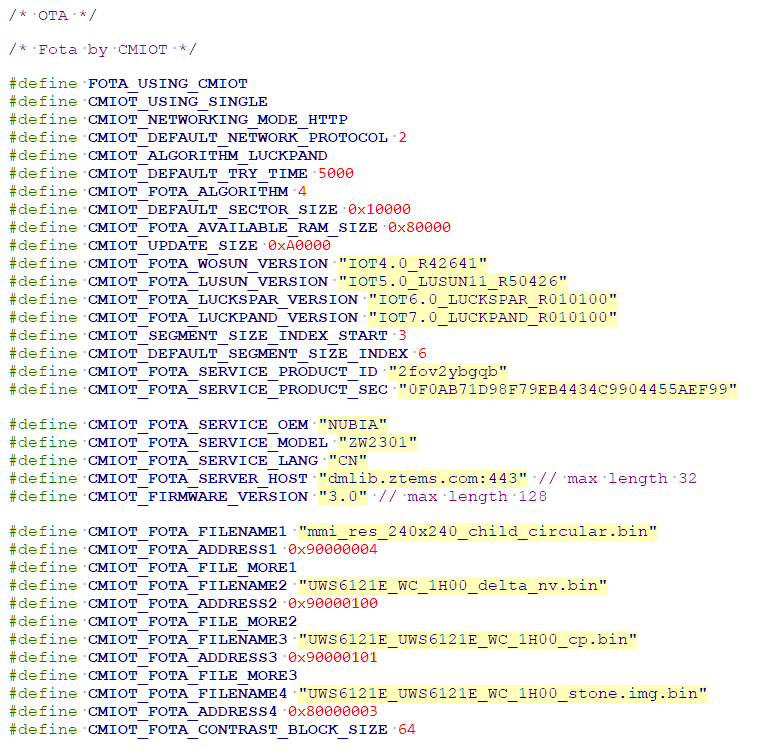 /* OTA */
/* Fota by CMIOT */
#define FOTA_USING_CMIOT
#define CMIOT_USING_SINGLE
#define CMIOT_NETWORKING_MODE_HTTP
#define CMIOT_DEFAULT_NETWORK_PROTOCOL 2
#define CMIOT_ALGORITHM_LUCKPAND
#define CMIOT_DEFAULT_TRY_TIME 5000
#define CMIOT_FOTA_ALGORITHM 4
#define CMIOT_DEFAULT_SECTOR_SIZE 0x10000
#define CMIOT_FOTA_AVAILABLE_RAM_SIZE 0x80000
#define CMIOT_UPDATE_SIZE 0xA0000
#define CMIOT_FOTA_WOSUN_VERSION "IOT4.0_R42641"
#define CMIOT_FOTA_LUSUN_VERSION "IOT5.0_LUSUN11_R50426"
#define CMIOT_FOTA_LUCKSPAR_VERSION "IOT6.0_LUCKSPAR_R010100"
#define CMIOT_FOTA_LUCKPAND_VERSION "IOT7.0_LUCKPAND_R010100"
#define CMIOT_SEGMENT_SIZE_INDEX_START 3
#define CMIOT_DEFAULT_SEGMENT_SIZE_INDEX 6
#define CMIOT_FOTA_SERVICE_PRODUCT_ID "2fov2ybgqb"
#define CMIOT_FOTA_SERVICE_PRODUCT_SEC "0F0AB71D98F79EB4434C9904455AEF99"
#define CMIOT_FOTA_SERVICE_OEM "NUBIA"
#define CMIOT_FOTA_SERVICE_MODEL "ZW2301"
#define CMIOT_FOTA_SERVICE_LANG "CN"
#define CMIOT_FOTA_SERVER_HOST "dmlib.ztems.com:443" // max length 32
#define CMIOT_FIRMWARE_VERSION "3.0" // max length 128
#define CMIOT_FOTA_FILENAME1 "mmi_res_240x240_child_circular.bin"
#define CMIOT_FOTA_ADDRESS1 0x90000004
#define CMIOT_FOTA_FILE_MORE1
#define CMIOT_FOTA_FILENAME2 "UWS6121E_WC_1H00_delta_nv.bin"
#define CMIOT_FOTA_ADDRESS2 0x90000100
#define CMIOT_FOTA_FILE_MORE2
#define CMIOT_FOTA_FILENAME3 "UWS6121E_UWS6121E_WC_1H00_cp.bin"
#define CMIOT_FOTA_ADDRESS3 0x90000101
#define CMIOT_FOTA_FILE_MORE3
#define CMIOT_FOTA_FILENAME4 "UWS6121E_UWS6121E_WC_1H00_stone.img.bin"
#define CMIOT_FOTA_ADDRESS4 0x80000003
#define CMIOT_FOTA_CONTRAST_BLOCK_SIZE 64